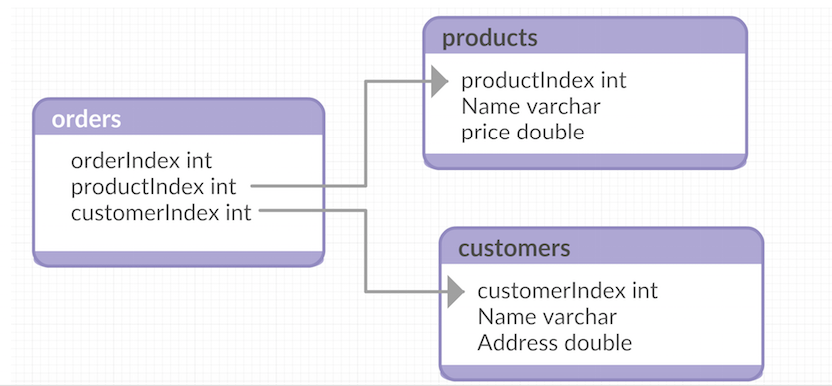 orders
orderIndex int
productIndex int
customerIndex int
products
productIndex int
Name varchar
price double
customers
customerIndex int
Name varchar
Address double